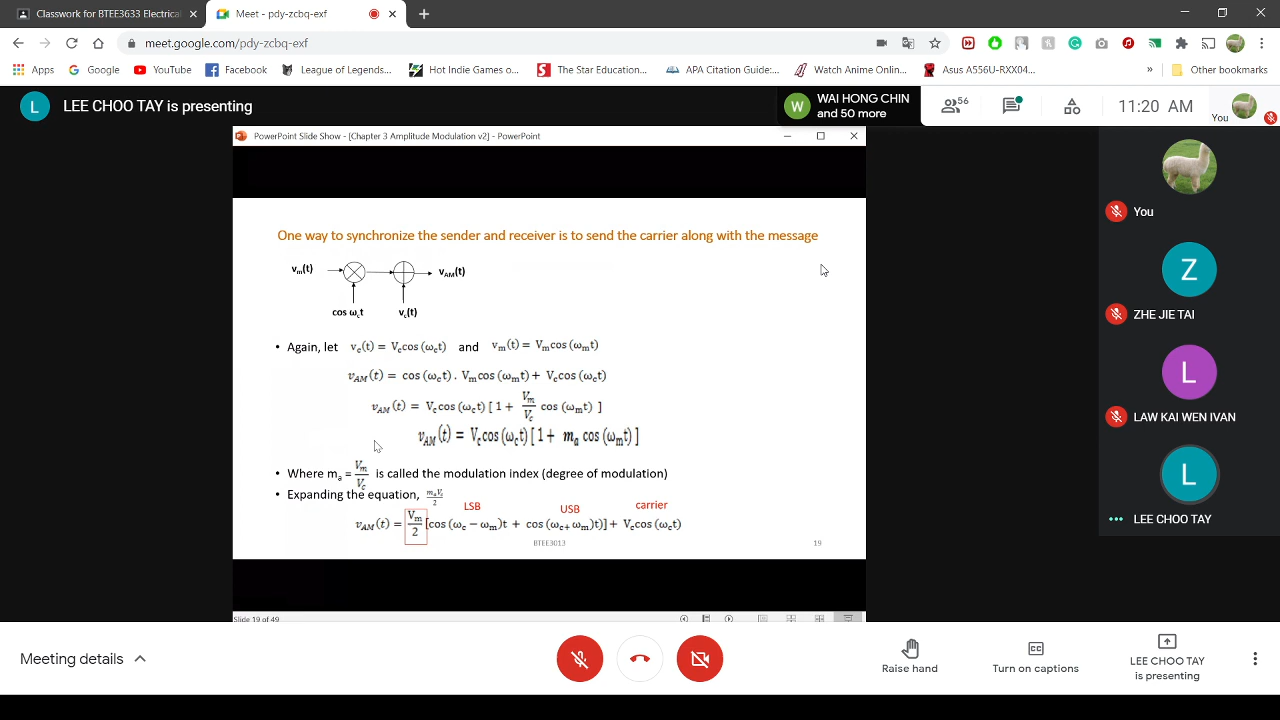 Classwork for BTEE3633 Electrical
Meet - pdy-zcbq-exf
meet.google.com/pdy-zcbq-exf
Apps Google YouTube Facebook League of Legends... Hot Indie Games o... The Star Education... APA Citation Guide:... Watch Anime Online... Asus A556U-RXX04... » Other bookmarks
L LEE CHOO TAY is presenting
W WAI HONG CHIN and 50 more
56
11:20 AM
You
PowerPoint Slide Show - [Chapter 3 Amplitude Modulation v2] - PowerPoint
One way to synchronize the sender and receiver is to send the carrier along with the message
vm(t) vAM(t)
cos ωct vc(t)
• Again, let vc(t) = Vccos(ωct) and vm(t) = Vmcos(ωmt)
vAM(t) = cos(ωct). Vmcos(ωmt) + Vccos(ωct)
vAM(t) = Vccos(ωct)[ 1 + Vm/Vc cos(ωmt) ]
vAM(t) = Vccos(ωct)[ 1 + ma cos(ωmt) ]
• Where ma = Vm/Vc is called the modulation index (degree of modulation)
• Expanding the equation, maVc/2
LSB USB carrier
vAM(t) = Vm/2 [cos(ωc − ωm)t + cos(ωc+ωm)t)] + Vccos(ωct)
BTEE3013
19
Slide 19 of 49
You
Z
ZHE JIE TAI
L
LAW KAI WEN IVAN
L
LEE CHOO TAY
Meeting details
Raise hand
CC
Turn on captions
LEE CHOO TAY
is presenting